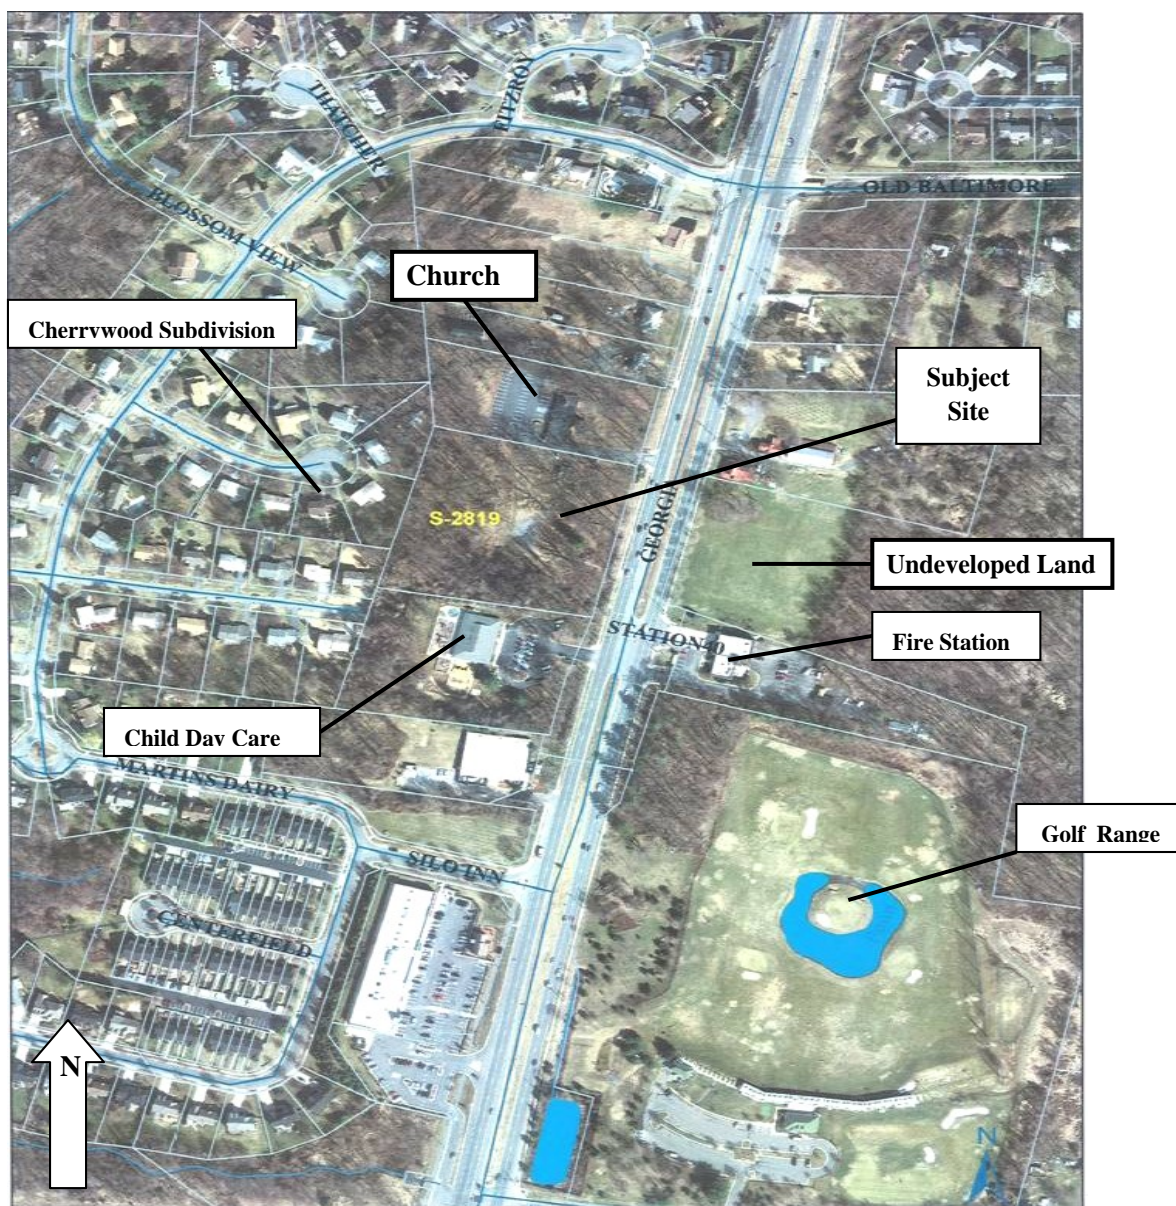 THATCHERY
FITZROY
OLD BALTIMORE
BLOSSOM VIEW
Church
Cherrywood Subdivision
Subject
Site
S-2819
GEORGIA
Undeveloped Land
STATION 40
Fire Station
Child Day Care
MARTINS DAIRY
Golf Range
SILO INN
CENTERFIELD
N
N